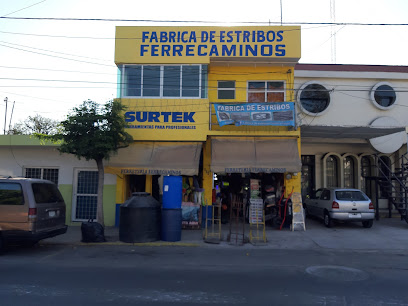 FABRICA DE ESTRIBOS
FERRECAMINOS
SURTEK
HERRAMIENTAS PARA PROFESIONALES
FABRICA DE ESTRIBOS